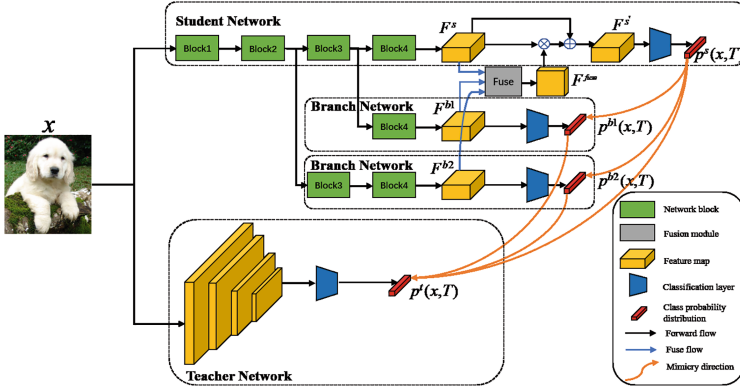 Student Network
Block1
Block2
Block3
Block4
F^s
F^{s'}
p^s(x,T)
Fuse
F^{fuse}
Branch Network
F^{b1}
Block4
p^{b1}(x,T)
x
Branch Network
F^{b2}
Block3
Block4
p^{b2}(x,T)
p^t(x,T)
Teacher Network
Network block
Fusion module
Feature map
Classification layer
Class probability
distribution
Forward flow
Fuse flow
Mimicry direction